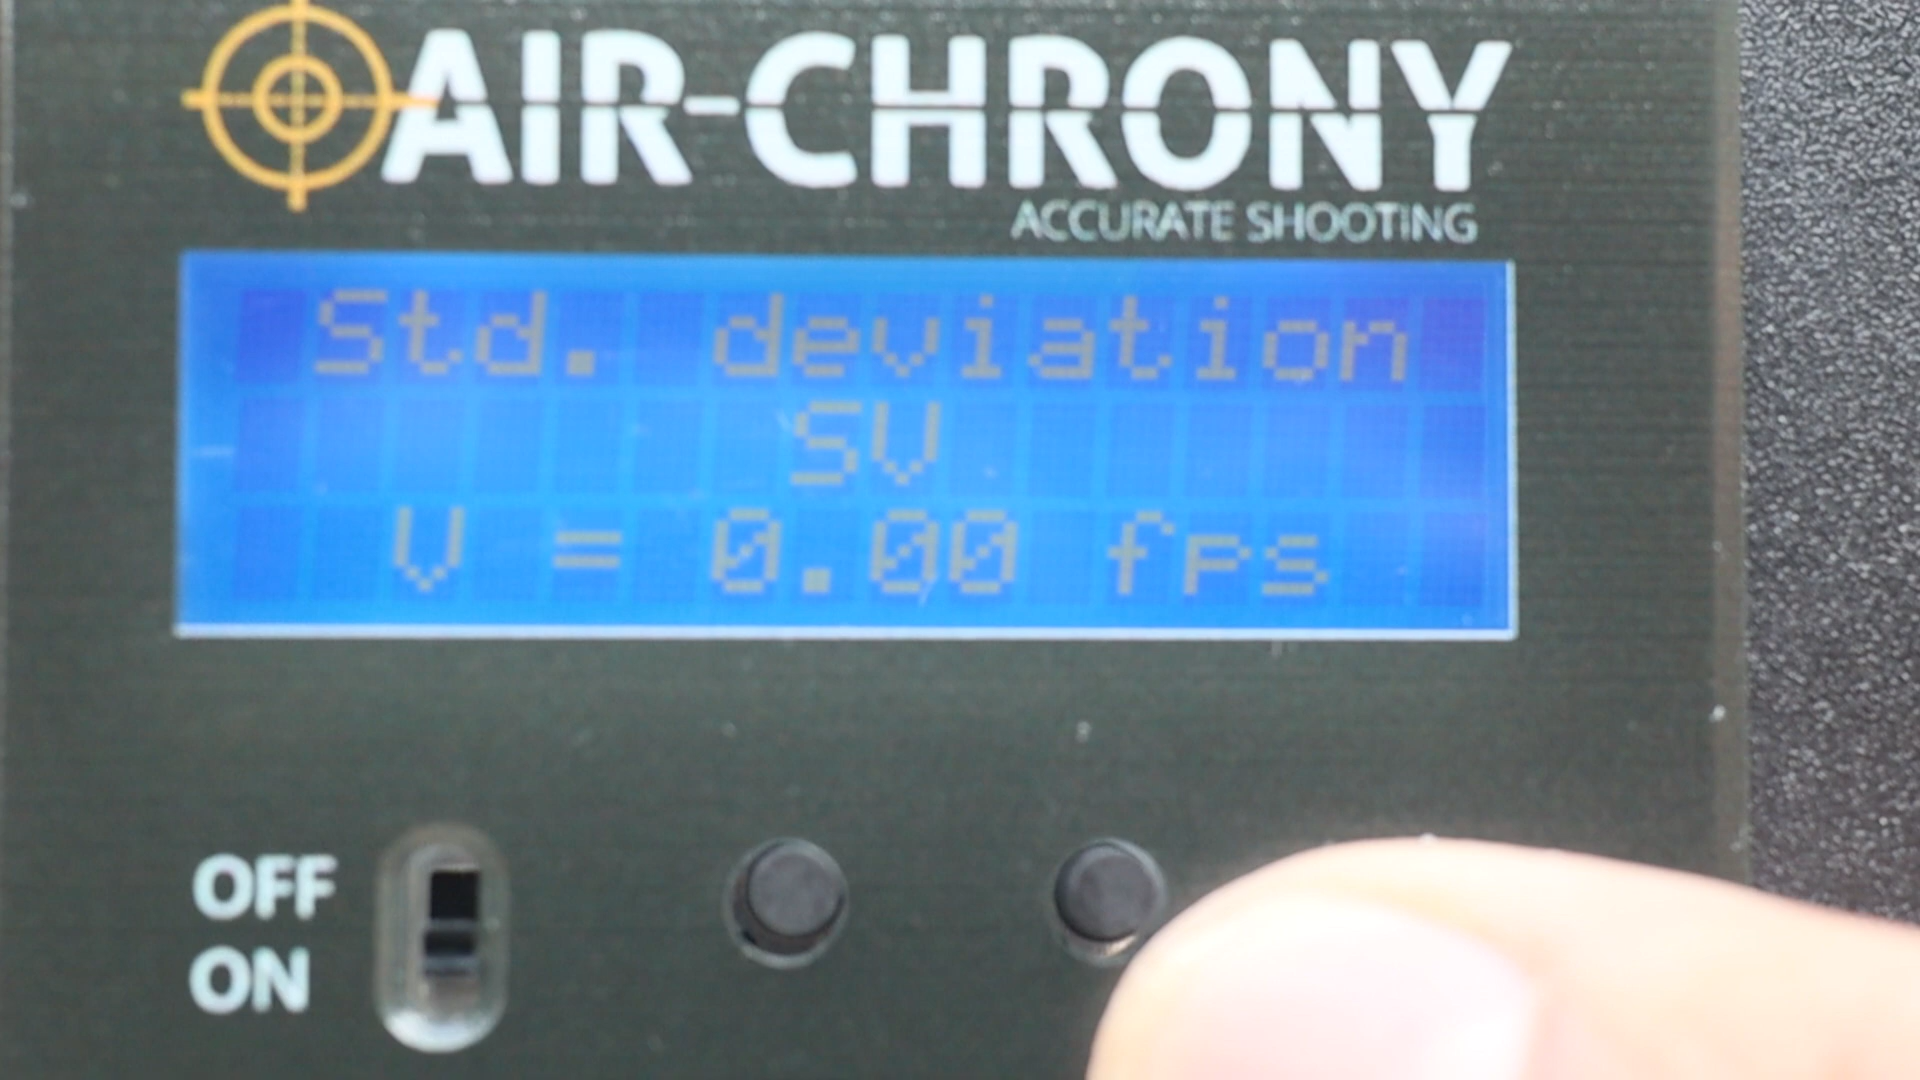 AIR-CHRONY
ACCURATE SHOOTING
Std. deviation
SV
V = 0.00 fps
OFF
ON